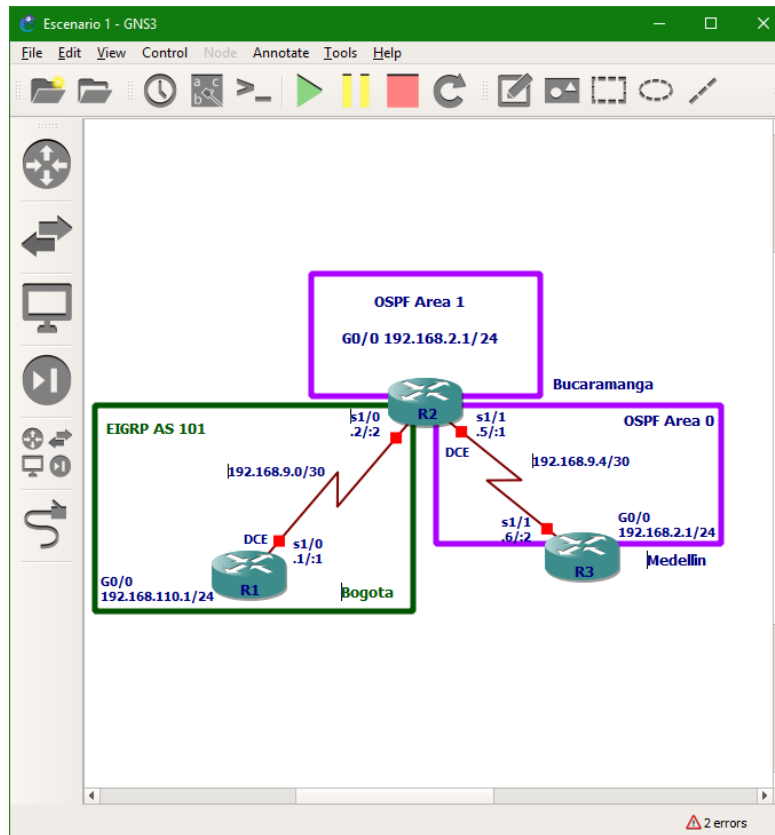 Escenario 1 - GNS3
File Edit View Control Node Annotate Tools Help
OSPF Area 1
G0/0 192.168.2.1/24
Bucaramanga
R2
s1/0
.2/:2
s1/1
.5/:1
DCE
EIGRP AS 101
OSPF Area 0
192.168.9.0/30
192.168.9.4/30
DCE
s1/0
.1/:1
s1/1
.6/:2
G0/0
192.168.2.1/24
G0/0
192.168.110.1/24
R1
Bogota
R3
Medellin
2 errors